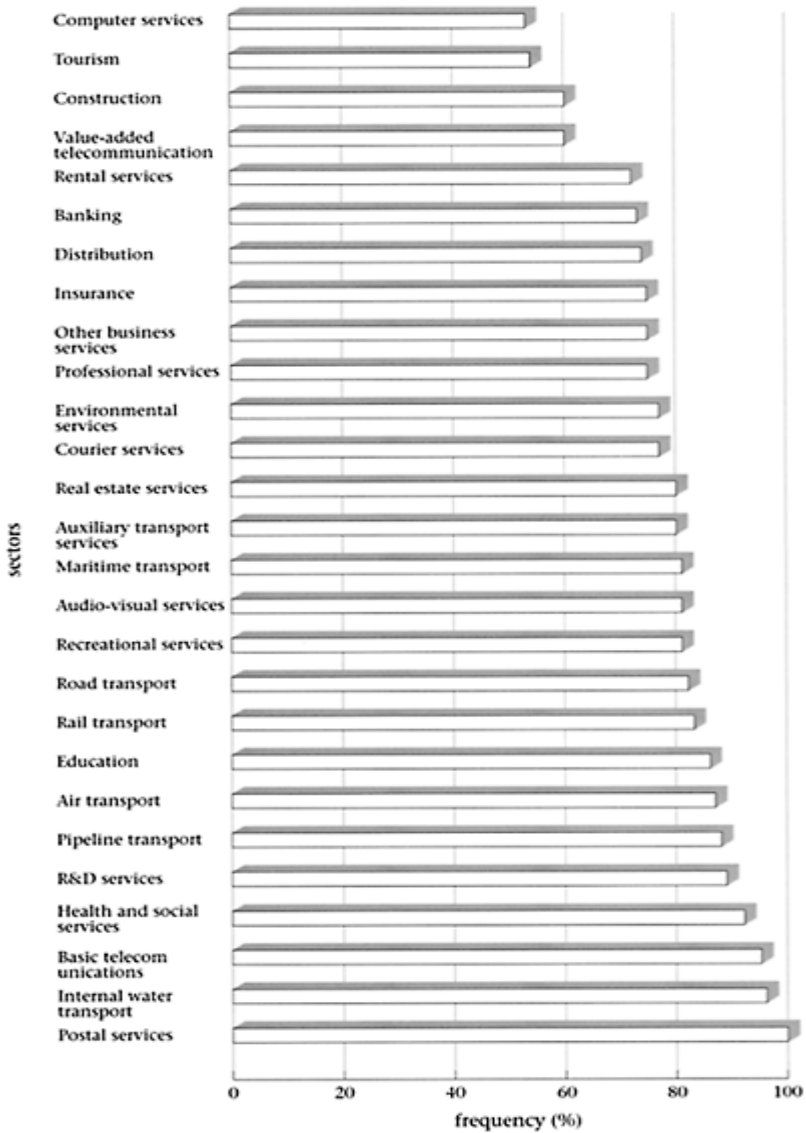 Computer services
Tourism
Construction
Value-added
telecommunication
Rental services
Banking
Distribution
Insurance
Other business
services
Professional services
Environmental
services
Courier services
Real estate services
Auxiliary transport
services
Maritime transport
Audio-visual services
Recreational services
Road transport
Rail transport
Education
Air transport
Pipeline transport
R&D services
Health and social
services
Basic telecom
unications
Internal water
transport
Postal services
sectors
0 20 40 60 80 100
frequency (%)